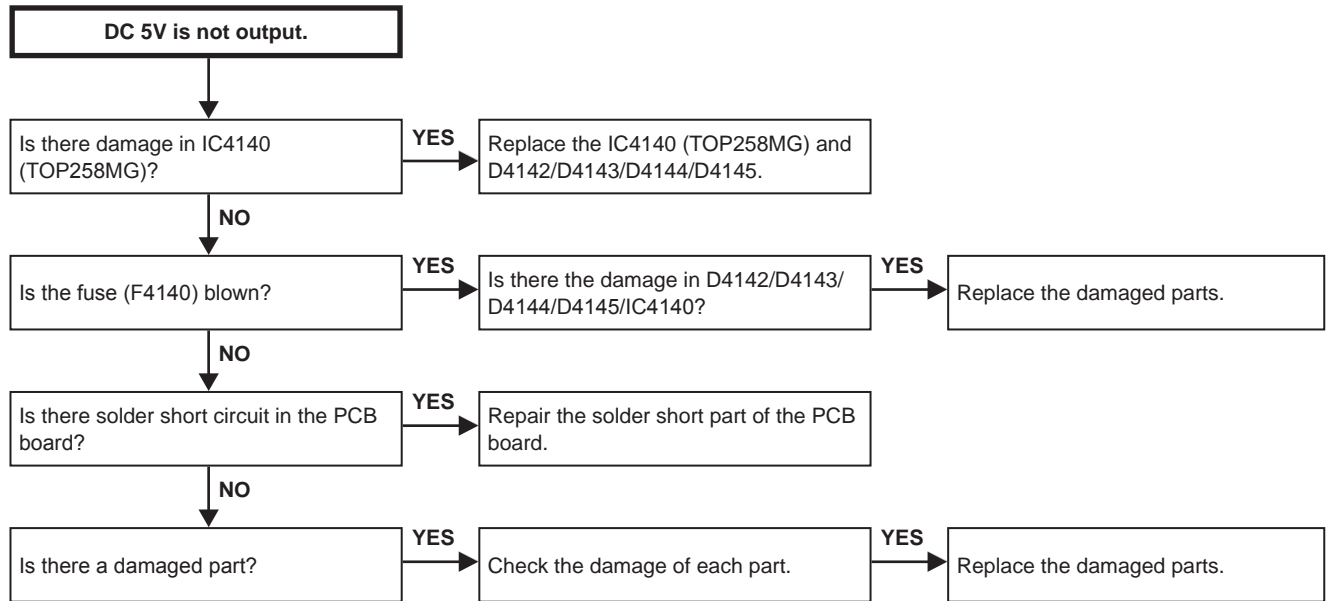 DC 5V is not output.
Is there damage in IC4140
(TOP258MG)?
YES
Replace the IC4140 (TOP258MG) and
D4142/D4143/D4144/D4145.
NO
Is the fuse (F4140) blown?
YES
Is there the damage in D4142/D4143/
D4144/D4145/IC4140?
YES
Replace the damaged parts.
NO
Is there solder short circuit in the PCB
board?
YES
Repair the solder short part of the PCB
board.
NO
Is there a damaged part?
YES
Check the damage of each part.
YES
Replace the damaged parts.